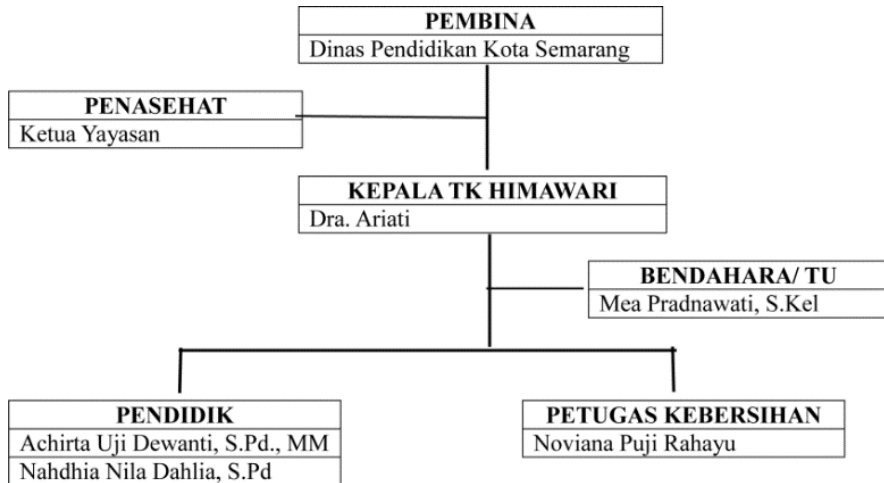 PEMBINA
Dinas Pendidikan Kota Semarang
PENASEHAT
Ketua Yayasan
KEPALA TK HIMAWARI
Dra. Ariati
BENDAHARA/ TU
Mea Pradnawati, S.Kel
PENDIDIK
Achirta Uji Dewanti, S.Pd., MM
Nahdhia Nila Dahlia, S.Pd
PETUGAS KEBERSIHAN
Noviana Puji Rahayu